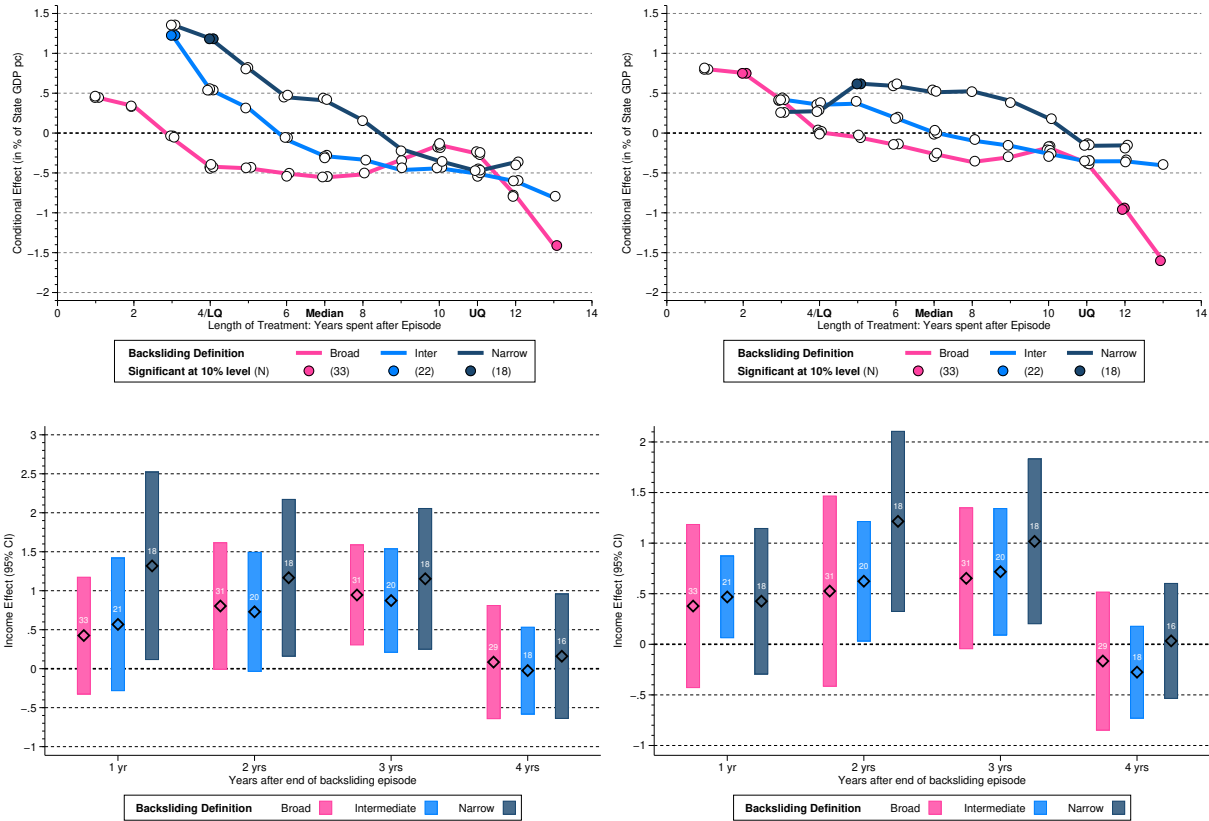 1.5
1
.5
0
−.5
−1
−1.5
−2
Conditional Effect (in % of State GDP pc)
0 2 4/LQ 6 Median 8 10 UQ 12 14
Length of Treatment: Years spent after Episode
Backsliding Definition Broad Inter Narrow
Significant at 10% level (N) (33) (22) (18)
1.5
1
.5
0
−.5
−1
−1.5
−2
Conditional Effect (in % of State GDP pc)
0 2 4/LQ 6 Median 8 10 UQ 12 14
Length of Treatment: Years spent after Episode
Backsliding Definition Broad Inter Narrow
Significant at 10% level (N) (33) (22) (18)
3
2.5
2
1.5
1
.5
0
−.5
−1
Income Effect (95% CI)
33 21 18 31 20 18 31 20 18 29 18 16
1 yr 2 yrs 3 yrs 4 yrs
Years after end of backsliding episode
Backsliding Definition Broad Intermediate Narrow
2
1.5
1
.5
0
−.5
−1
Income Effect (95% CI)
33 21 18 31 20 18 31 20 18 29 18 16
1 yr 2 yrs 3 yrs 4 yrs
Years after end of backsliding episode
Backsliding Definition Broad Intermediate Narrow